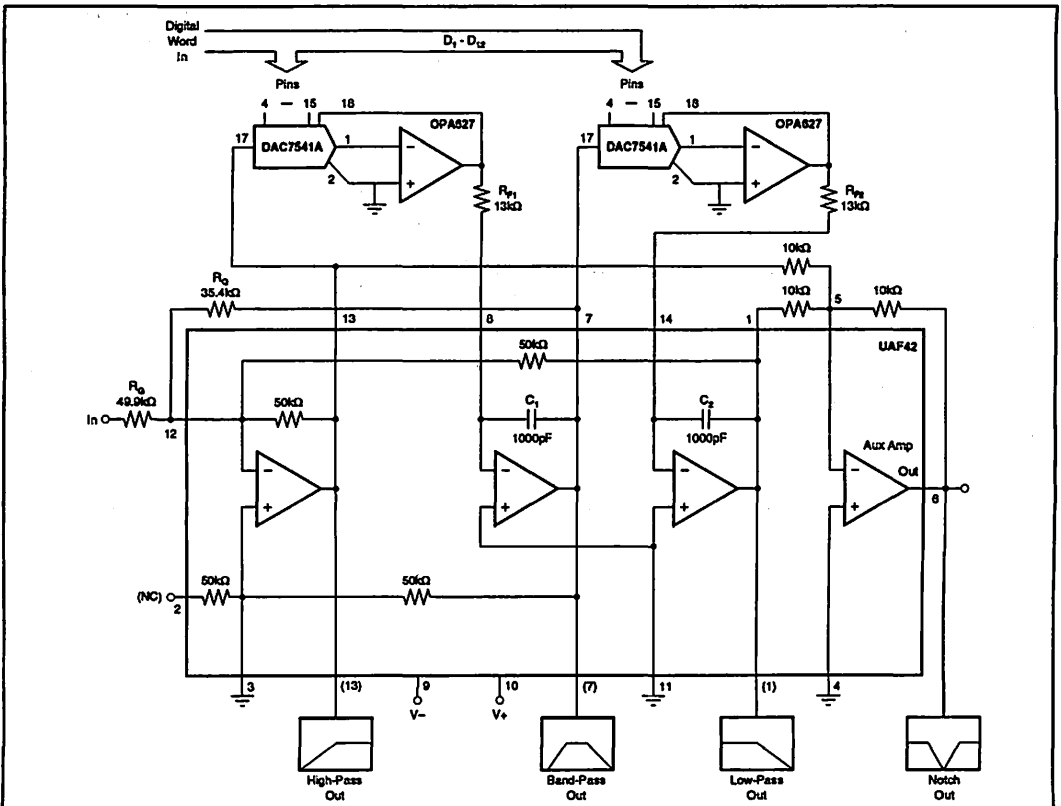 Digital
Word
In
D1 - D12
Pins
4 — 15 18
17
DAC7541A
1
2
OPA627
RF1
13kΩ
Pins
4 — 15 18
17
DAC7541A
1
2
OPA627
RF2
13kΩ
10kΩ
RQ
35.4kΩ
10kΩ
5
10kΩ
13
8
7
14
1
UAF42
50kΩ
RG
49.9kΩ
In
12
50kΩ
C1
1000pF
C2
1000pF
Aux Amp
Out
6
50kΩ
50kΩ
(NC)
2
3
(13)
9
10
(7)
11
(1)
4
V–
V+
High-Pass
Out
Band-Pass
Out
Low-Pass
Out
Notch
Out